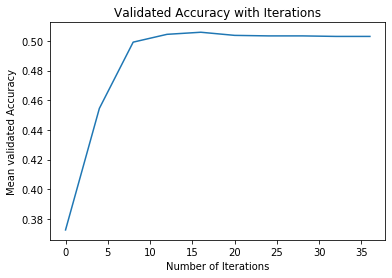 Validated Accuracy with Iterations
Mean validated Accuracy
0.50
0.48
0.46
0.44
0.42
0.40
0.38
0 5 10 15 20 25 30 35
Number of Iterations